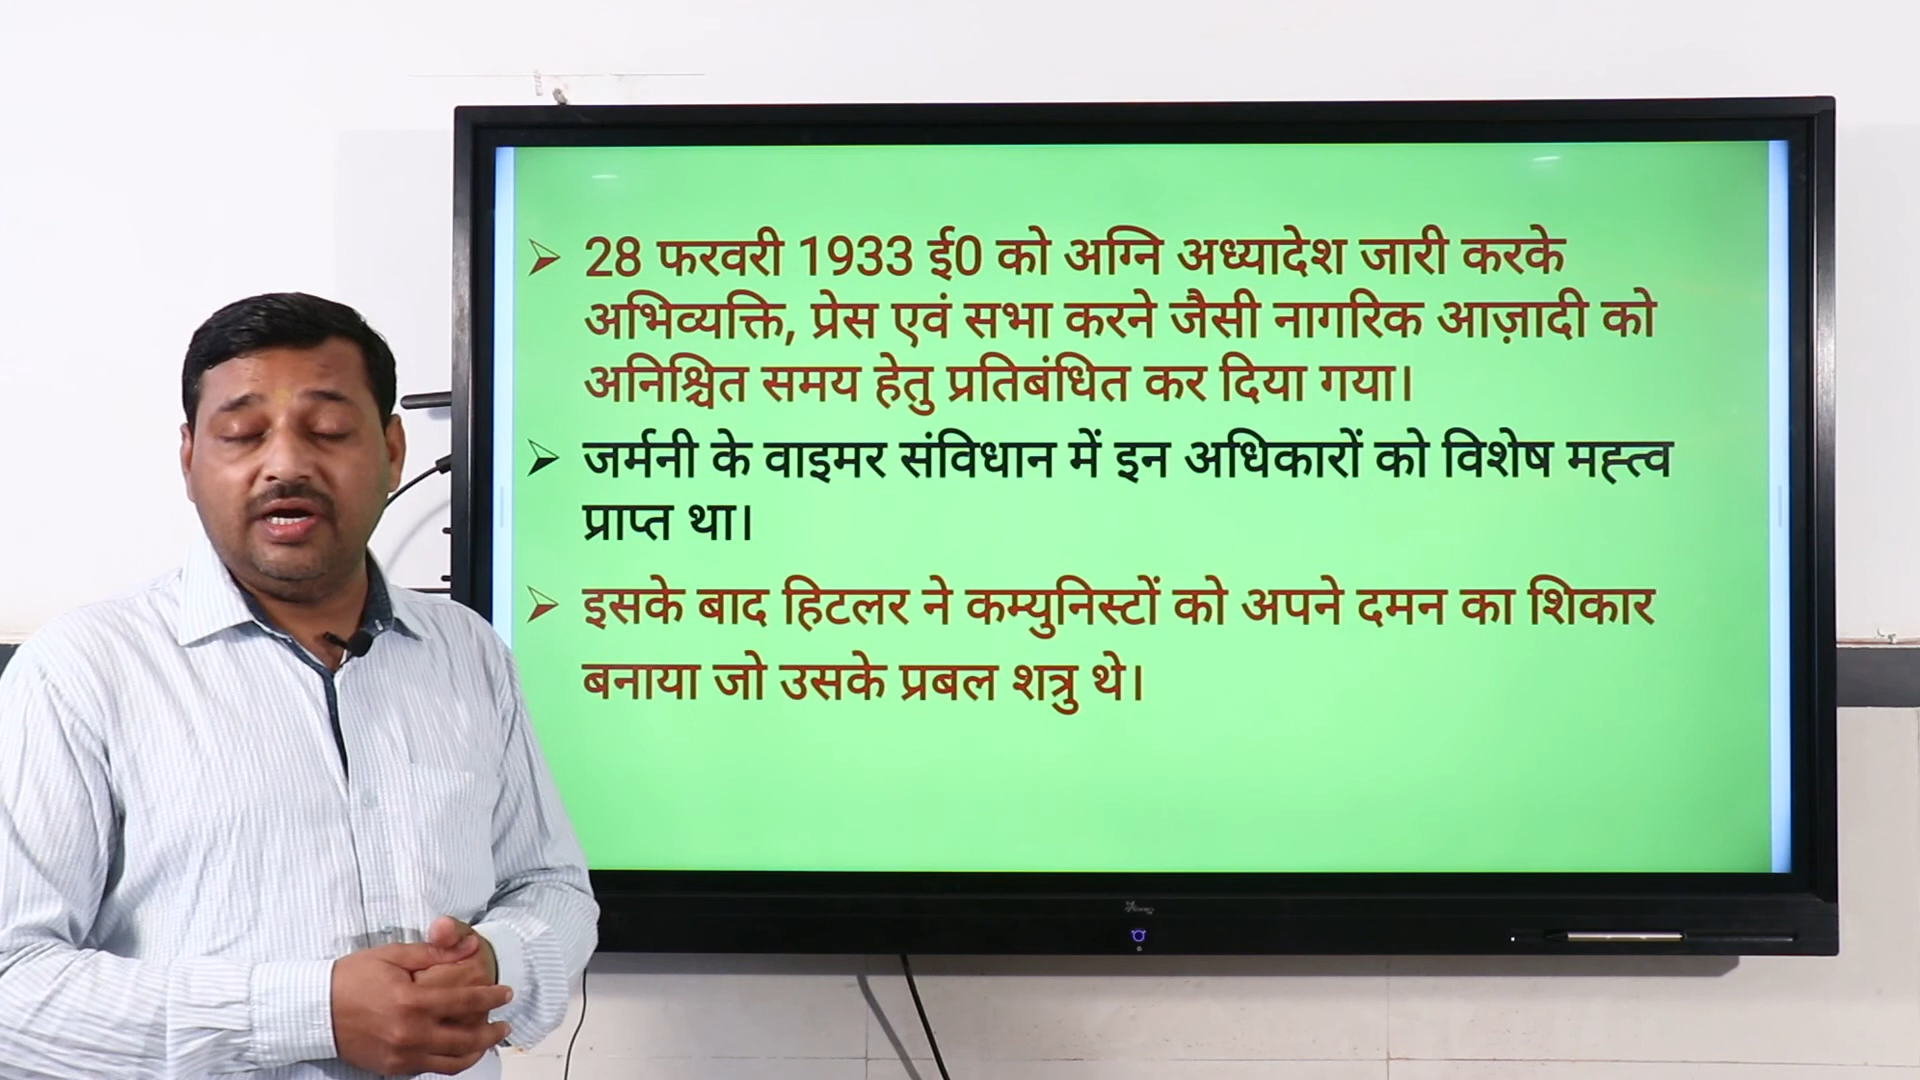 28 फरवरी 1933 ई0 को अग्नि अध्यादेश जारी करके
अभिव्यक्ति, प्रेस एवं सभा करने जैसी नागरिक आज़ादी को
अनिश्चित समय हेतु प्रतिबंधित कर दिया गया।
जर्मनी के वाइमर संविधान में इन अधिकारों को विशेष मह्त्व
प्राप्त था।
इसके बाद हिटलर ने कम्युनिस्टों को अपने दमन का शिकार
बनाया जो उसके प्रबल शत्रु थे।